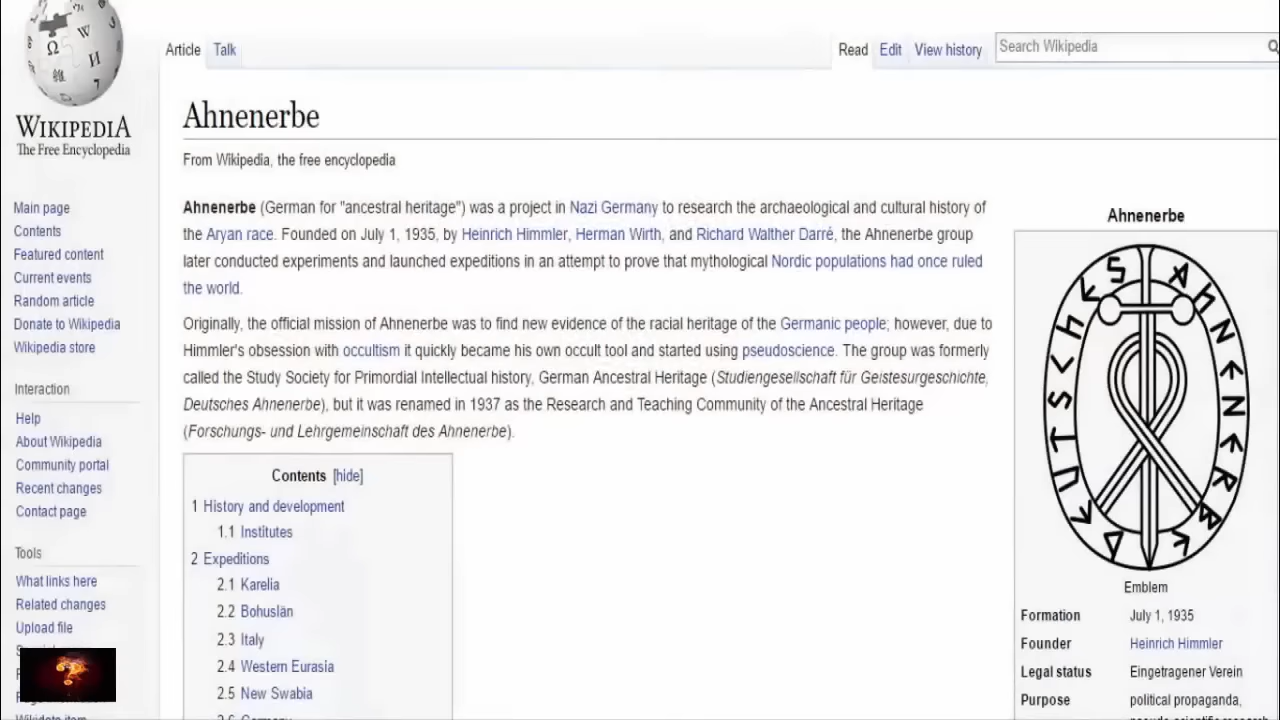 Article Talk
Read Edit View history
Search Wikipedia
WIKIPEDIA
The Free Encyclopedia
Ahnenerbe
From Wikipedia, the free encyclopedia
Main page
Contents
Featured content
Current events
Random article
Donate to Wikipedia
Wikipedia store
Interaction
Help
About Wikipedia
Community portal
Recent changes
Contact page
Tools
What links here
Related changes
Upload file
Ahnenerbe (German for "ancestral heritage") was a project in Nazi Germany to research the archaeological and cultural history of
the Aryan race. Founded on July 1, 1935, by Heinrich Himmler, Herman Wirth, and Richard Walther Darré, the Ahnenerbe group
later conducted experiments and launched expeditions in an attempt to prove that mythological Nordic populations had once ruled
the world.
Originally, the official mission of Ahnenerbe was to find new evidence of the racial heritage of the Germanic people; however, due to
Himmler's obsession with occultism it quickly became his own occult tool and started using pseudoscience. The group was formerly
called the Study Society for Primordial Intellectual history, German Ancestral Heritage (Studiengesellschaft für Geistesurgeschichte,
Deutsches Ahnenerbe), but it was renamed in 1937 as the Research and Teaching Community of the Ancestral Heritage
(Forschungs- und Lehrgemeinschaft des Ahnenerbe).
Contents [hide]
1 History and development
1.1 Institutes
2 Expeditions
2.1 Karelia
2.2 Bohuslän
2.3 Italy
2.4 Western Eurasia
2.5 New Swabia
Ahnenerbe
DEUTSCHES AHNENERBE
Emblem
Formation July 1, 1935
Founder Heinrich Himmler
Legal status Eingetragener Verein
Purpose political propaganda,